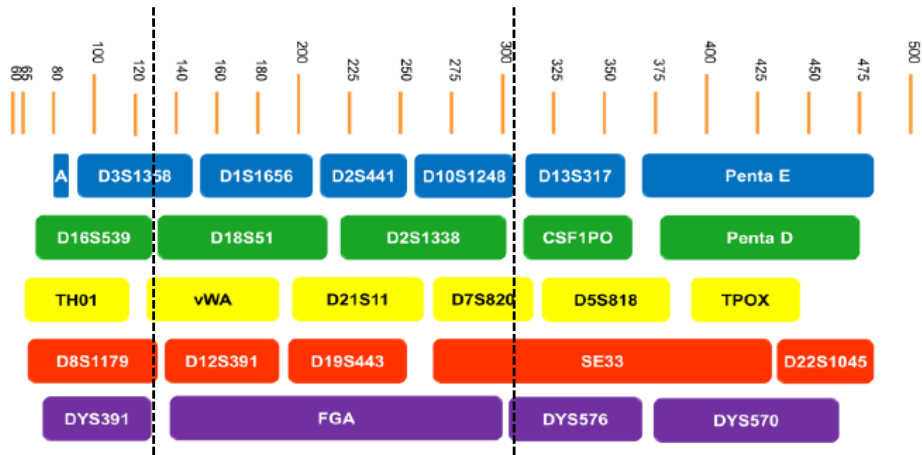 60 65 80 100 120 140 160 180 200 225 250 275 300 325 350 375 400 425 450 475 500
A D3S1358 D1S1656 D2S441 D10S1248 D13S317 Penta E
D16S539 D18S51 D2S1338 CSF1PO Penta D
TH01 vWA D21S11 D7S820 D5S818 TPOX
D8S1179 D12S391 D19S443 SE33 D22S1045
DYS391 FGA DYS576 DYS570